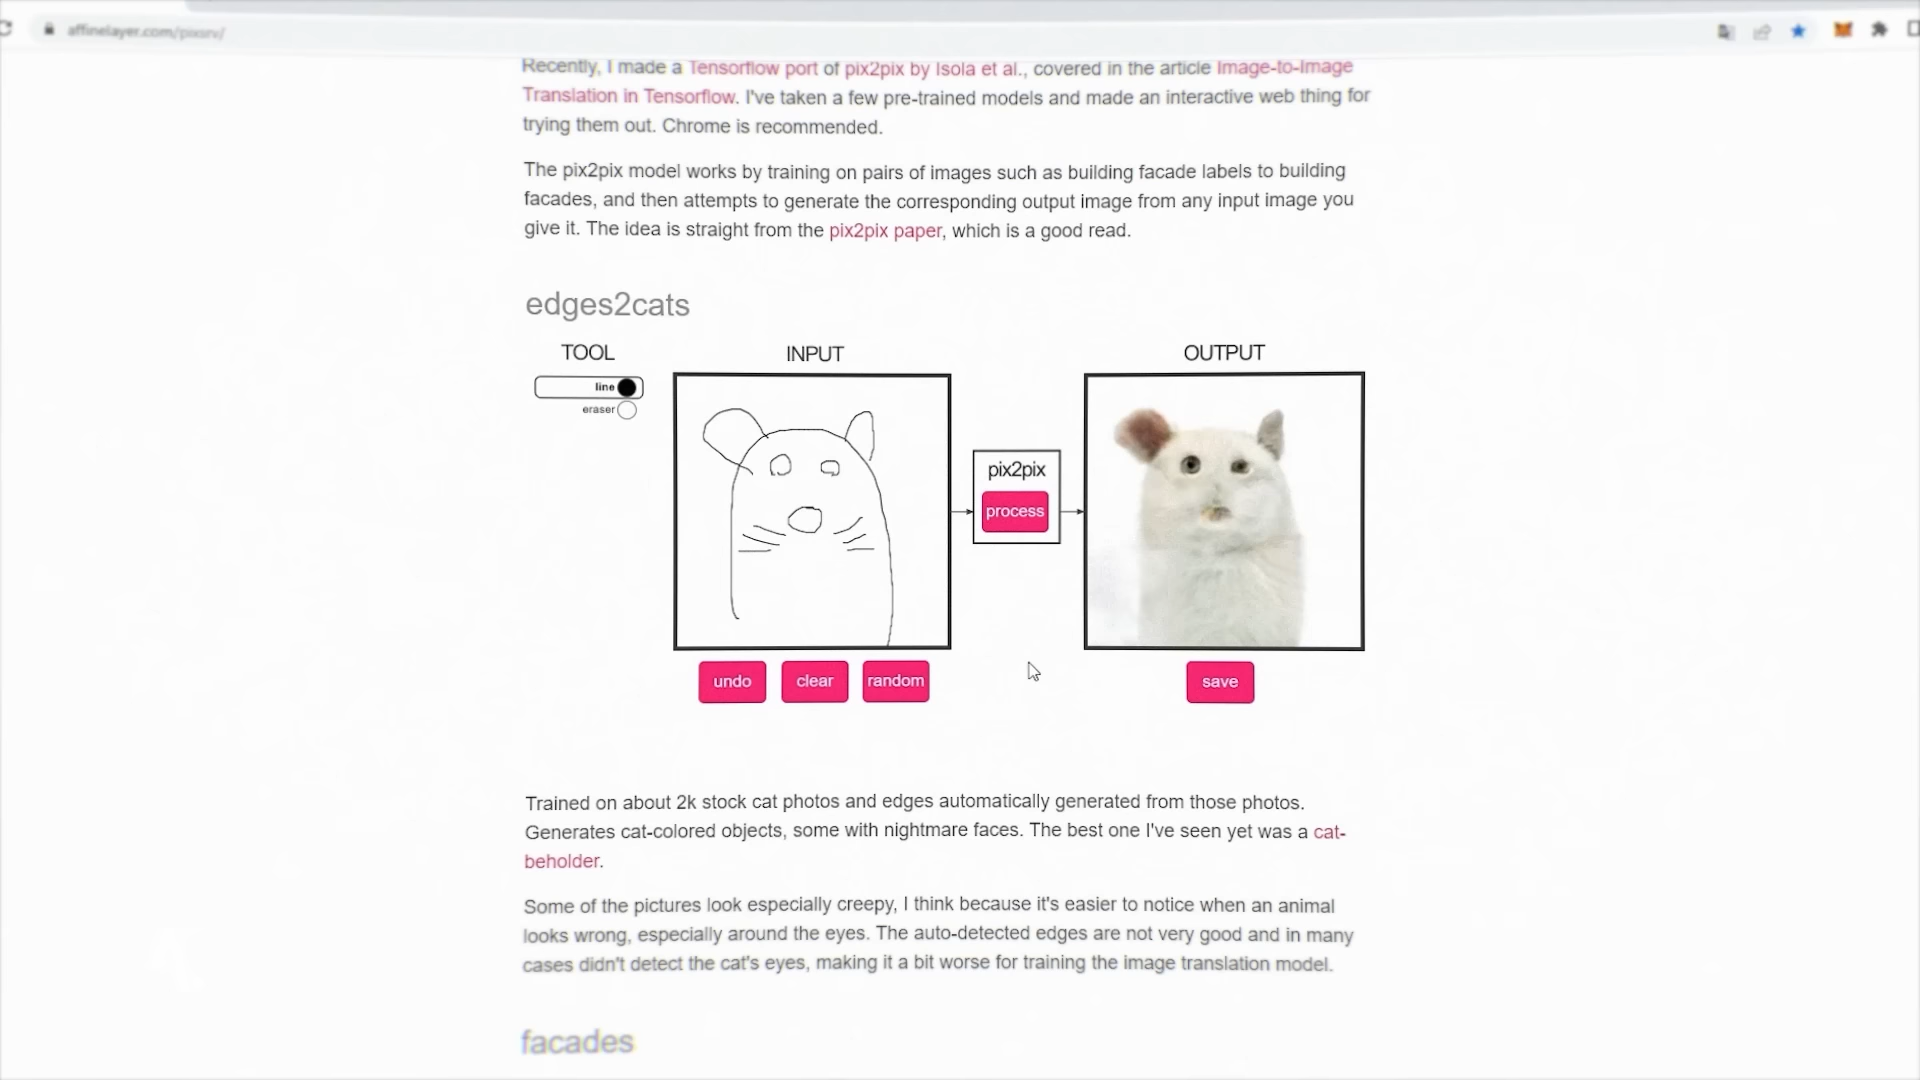 affinelayer.com/pixsrv/
Recently, I made a Tensorflow port of pix2pix by Isola et al., covered in the article Image-to-Image
Translation in Tensorflow. I've taken a few pre-trained models and made an interactive web thing for
trying them out. Chrome is recommended.
The pix2pix model works by training on pairs of images such as building facade labels to building
facades, and then attempts to generate the corresponding output image from any input image you
give it. The idea is straight from the pix2pix paper, which is a good read.
edges2cats
TOOL
INPUT
OUTPUT
line
eraser
pix2pix
process
undo
clear
random
save
Trained on about 2k stock cat photos and edges automatically generated from those photos.
Generates cat-colored objects, some with nightmare faces. The best one I've seen yet was a cat-
beholder.
Some of the pictures look especially creepy, I think because it's easier to notice when an animal
looks wrong, especially around the eyes. The auto-detected edges are not very good and in many
cases didn't detect the cat's eyes, making it a bit worse for training the image translation model.
facades